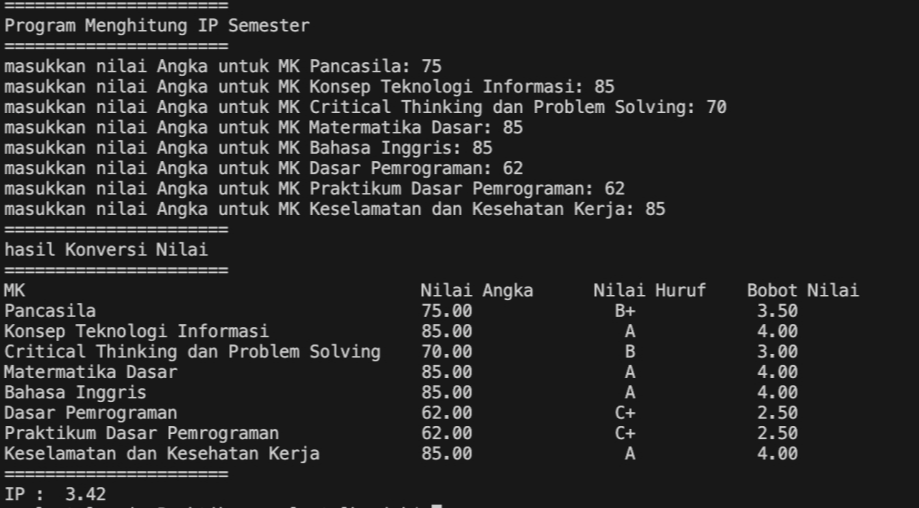 ======================
Program Menghitung IP Semester
======================
masukkan nilai Angka untuk MK Pancasila: 75
masukkan nilai Angka untuk MK Konsep Teknologi Informasi: 85
masukkan nilai Angka untuk MK Critical Thinking dan Problem Solving: 70
masukkan nilai Angka untuk MK Matermatika Dasar: 85
masukkan nilai Angka untuk MK Bahasa Inggris: 85
masukkan nilai Angka untuk MK Dasar Pemrograman: 62
masukkan nilai Angka untuk MK Praktikum Dasar Pemrograman: 62
masukkan nilai Angka untuk MK Keselamatan dan Kesehatan Kerja: 85
======================
hasil Konversi Nilai
======================
MK Nilai Angka Nilai Huruf Bobot Nilai
Pancasila 75.00 B+ 3.50
Konsep Teknologi Informasi 85.00 A 4.00
Critical Thinking dan Problem Solving 70.00 B 3.00
Matermatika Dasar 85.00 A 4.00
Bahasa Inggris 85.00 A 4.00
Dasar Pemrograman 62.00 C+ 2.50
Praktikum Dasar Pemrograman 62.00 C+ 2.50
Keselamatan dan Kesehatan Kerja 85.00 A 4.00
======================
IP : 3.42